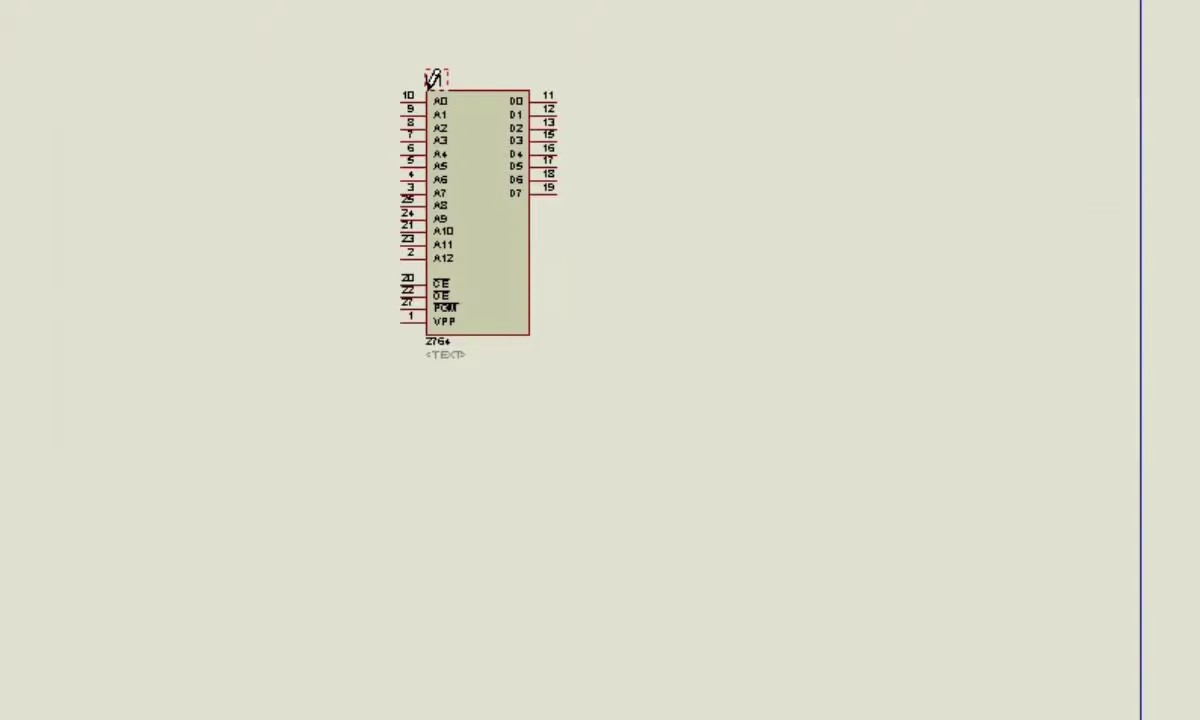 10 A0 D0 11
9 A1 D1 12
8 A2 D2 13
7 A3 D3 15
6 A4 D4 16
5 A5 D5 17
4 A6 D6 18
3 A7 D7 19
25 A8
24 A9
21 A10
23 A11
2 A12
20 CE
22 OE
27 PGM
1 VPP
2764
<TEXT>